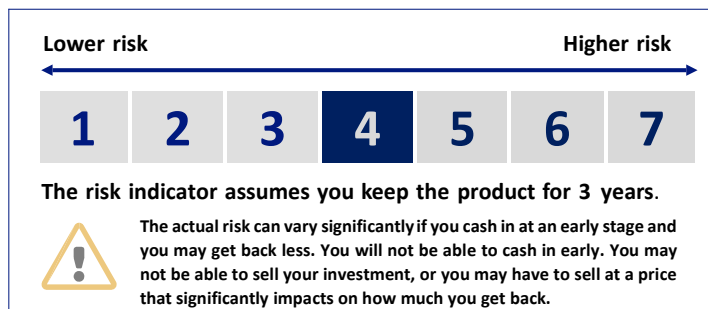 Lower risk Higher risk
1 2 3 4 5 6 7
The risk indicator assumes you keep the product for 3 years.
!
The actual risk can vary significantly if you cash in at an early stage and
you may get back less. You will not be able to cash in early. You may
not be able to sell your investment, or you may have to sell at a price
that significantly impacts on how much you get back.